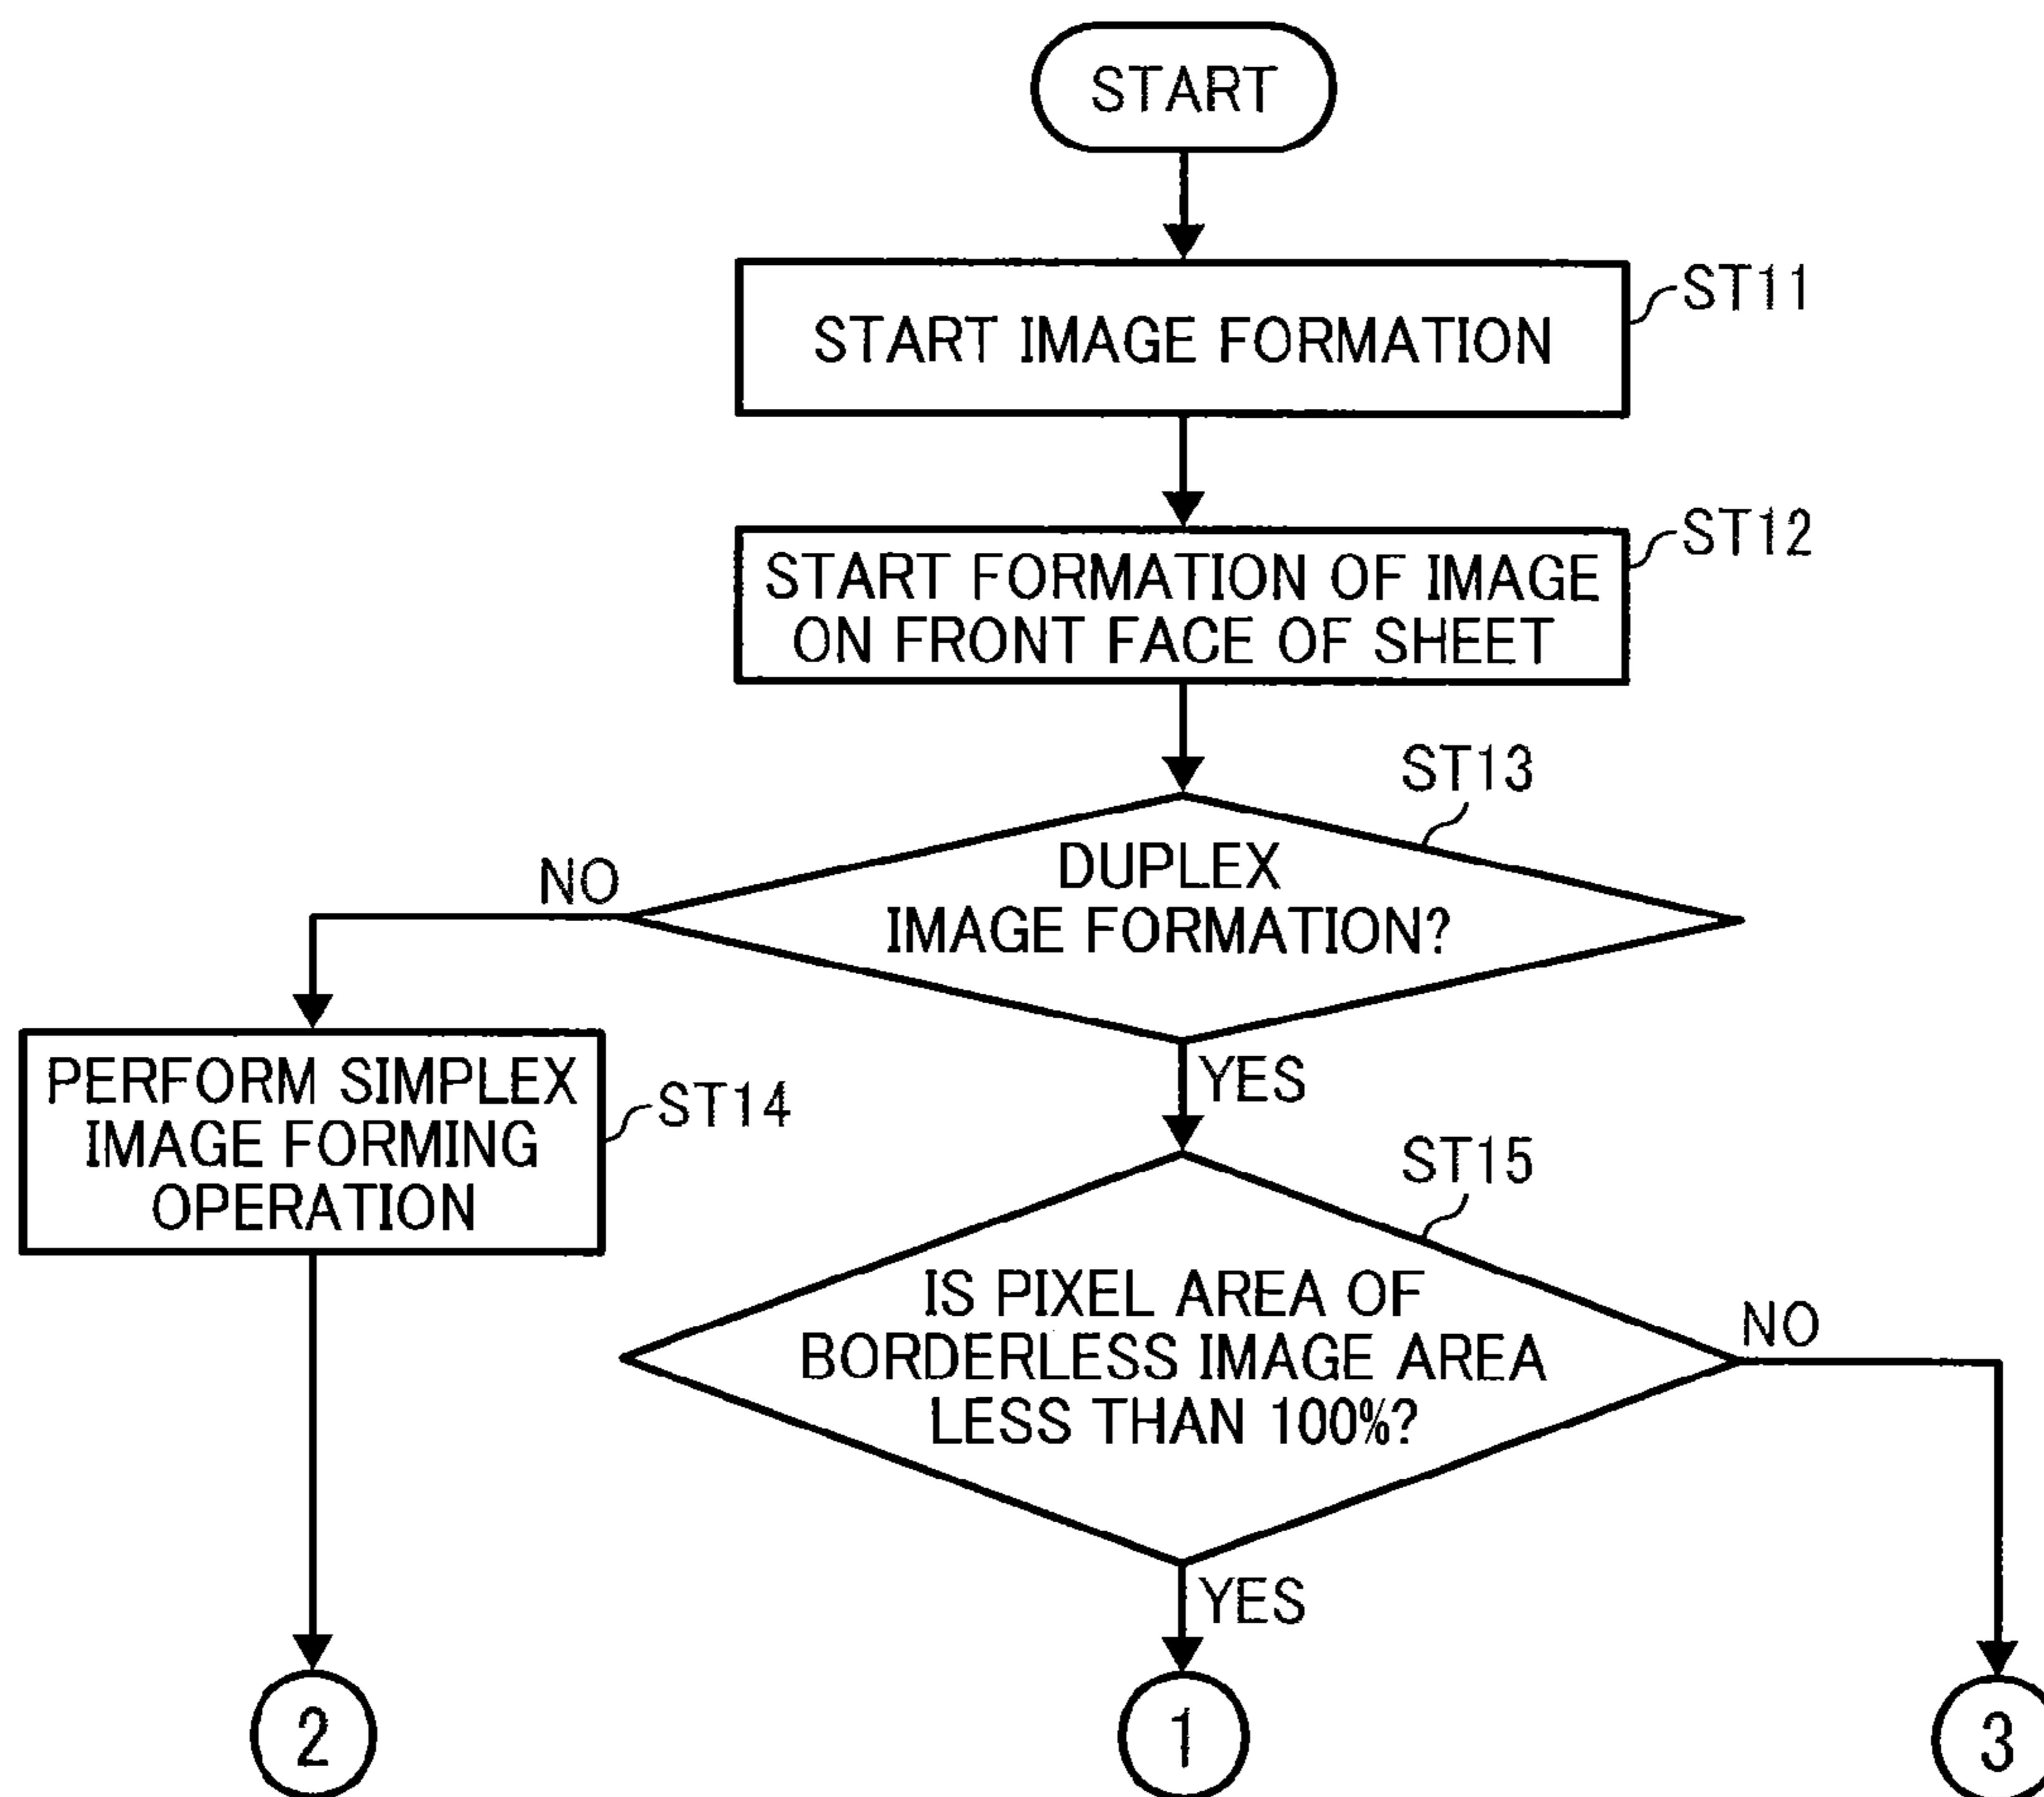 START
START IMAGE FORMATION
ST11
START FORMATION OF IMAGE
ON FRONT FACE OF SHEET
ST12
ST13
DUPLEX
IMAGE FORMATION?
NO
YES
PERFORM SIMPLEX
IMAGE FORMING
OPERATION
ST14
ST15
IS PIXEL AREA OF
BORDERLESS IMAGE AREA
LESS THAN 100%?
NO
YES
2
1
3